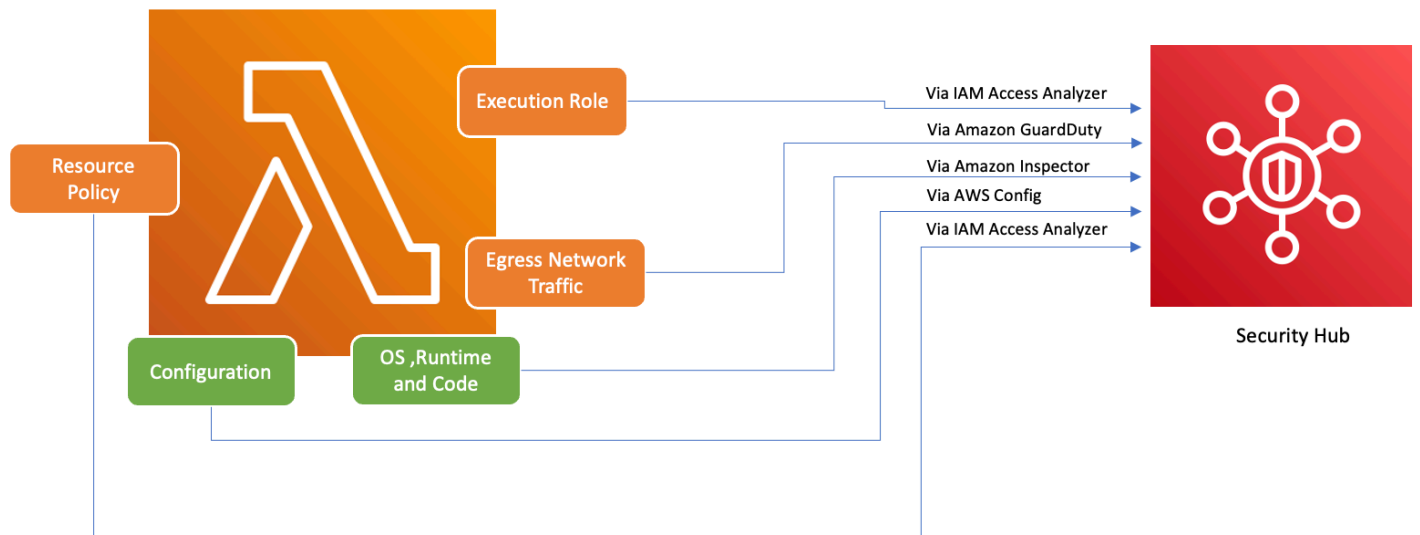 Execution Role
Resource
Policy
Egress Network
Traffic
Configuration
OS ,Runtime
and Code
Via IAM Access Analyzer
Via Amazon GuardDuty
Via Amazon Inspector
Via AWS Config
Via IAM Access Analyzer
Security Hub